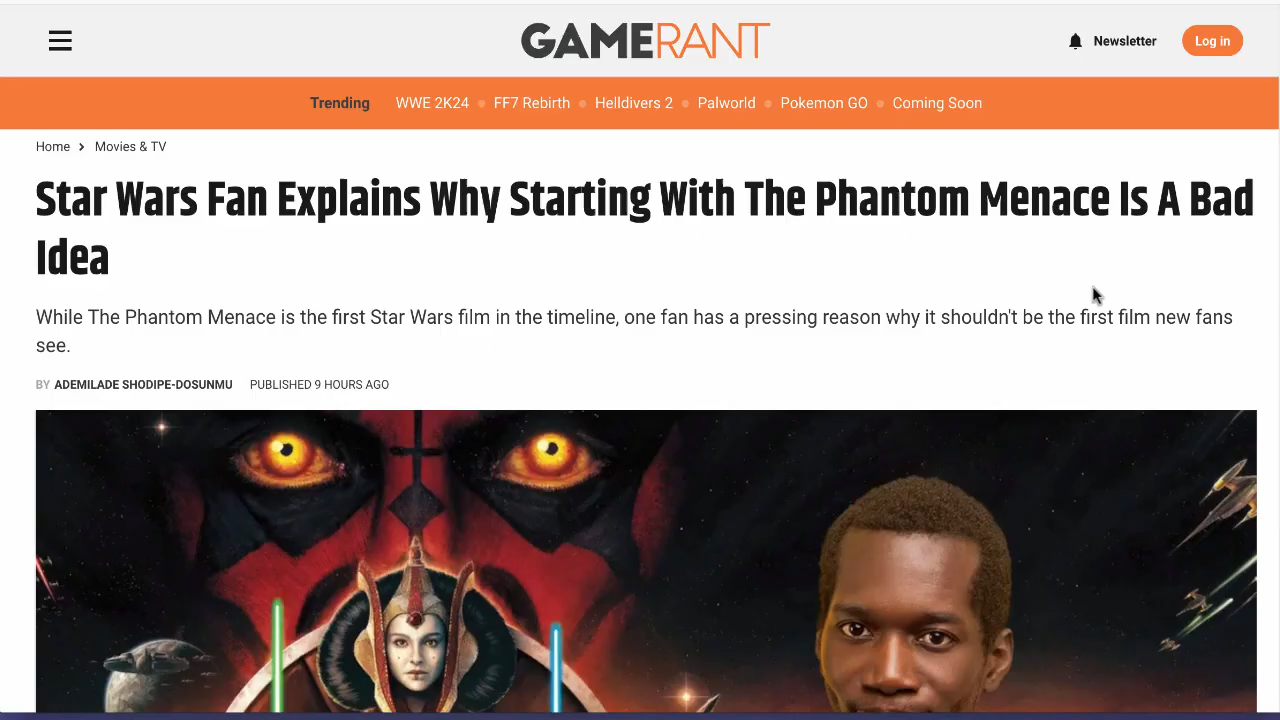 GAMERANT
Newsletter
Log in
Trending WWE 2K24 FF7 Rebirth Helldivers 2 Palworld Pokemon GO Coming Soon
Home > Movies & TV
Star Wars Fan Explains Why Starting With The Phantom Menace Is A Bad
Idea
While The Phantom Menace is the first Star Wars film in the timeline, one fan has a pressing reason why it shouldn't be the first film new fans
see.
BY ADEMILADE SHODIPE-DOSUNMU PUBLISHED 9 HOURS AGO